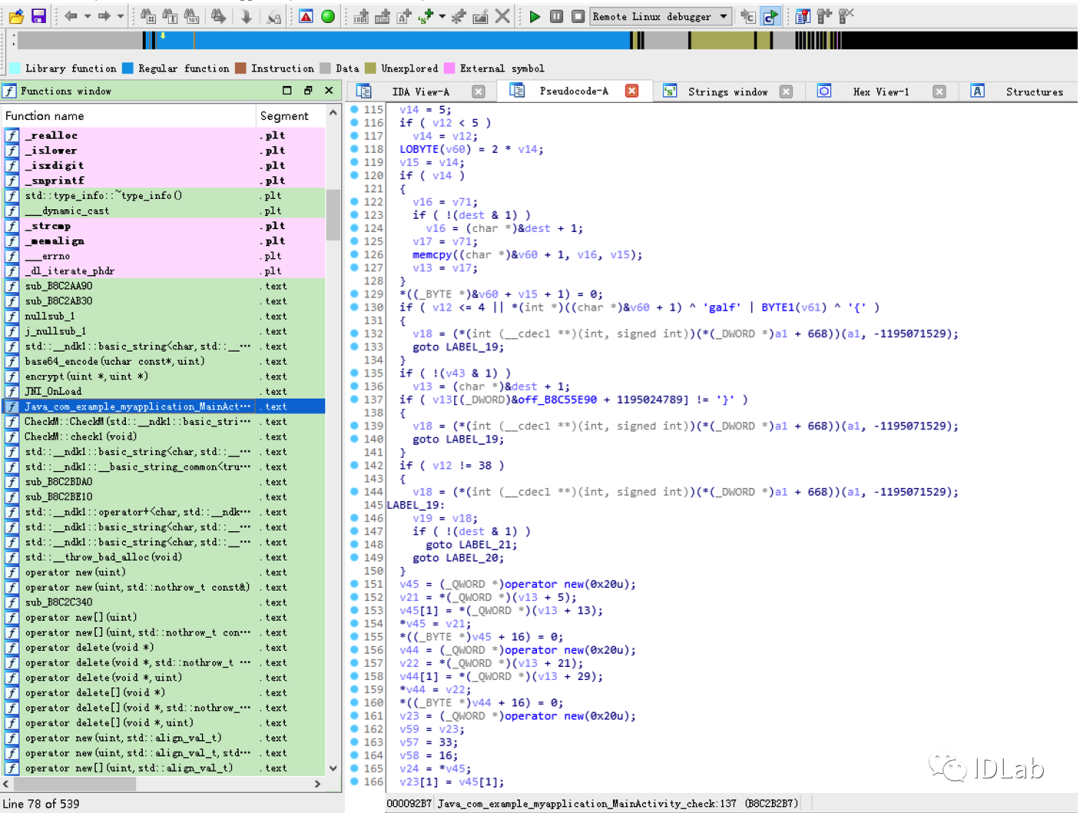 Remote Linux debugger
Library function Regular function Instruction Data Unexplored External symbol
Functions window
IDA View-A
Pseudocode-A
Strings window
Hex View-1
Structures
Function name Segment
_realloc .plt
_islower .plt
_isxdigit .plt
_snprintf .plt
std::type_info::~type_info() .plt
___dynamic_cast .plt
_strcmp .plt
_memalign .plt
___errno .plt
_dl_iterate_phdr .plt
sub_B8C2AA90 .text
sub_B8C2AB30 .text
nullsub_1 .text
j_nullsub_1 .text
std::__ndk1::basic_string<char, std::__⋯ .text
base64_encode(uchar const*, uint) .text
encrypt(uint *, uint *) .text
JNI_OnLoad .text
Java_com_example_myapplication_MainAct⋯ .text
CheckM::CheckM(std::__ndk1::basic_stri⋯ .text
CheckM::check1(void) .text
std::__ndk1::basic_string<char, std::__⋯ .text
std::__ndk1::__basic_string_common<tru⋯ .text
sub_B8C2BDA0 .text
sub_B8C2BE10 .text
std::__ndk1::operator+<char, std::__ndk⋯ .text
std::__ndk1::basic_string<char, std::__⋯ .text
std::__ndk1::basic_string<char, std::__⋯ .text
std::__throw_bad_alloc(void) .text
operator new(uint) .text
operator new(uint, std::nothrow_t const&) .text
sub_B8C2C340 .text
operator new[](uint) .text
operator new[](uint, std::nothrow_t con⋯ .text
operator delete(void *) .text
operator delete(void *, std::nothrow_t ⋯ .text
operator delete(void *, uint) .text
operator delete[](void *) .text
operator delete[](void *, std::nothrow_⋯ .text
operator delete[](void *, uint) .text
operator new(uint, std::align_val_t) .text
operator new(uint, std::align_val_t, std⋯ .text
operator new[](uint, std::align_val_t) .text
Line 78 of 539
115 v14 = 5;
116 if ( v12 < 5 )
117 v14 = v12;
118 LOBYTE(v60) = 2 * v14;
119 v15 = v14;
120 if ( v14 )
121 {
122 v16 = v71;
123 if ( !(dest & 1) )
124 v16 = (char *)&dest + 1;
125 v17 = v71;
126 memcpy((char *)&v60 + 1, v16, v15);
127 v13 = v17;
128 }
129 *((_BYTE *)&v60 + v15 + 1) = 0;
130 if ( v12 <= 4 || *(int *)((char *)&v60 + 1) ^ 'galf' | BYTE1(v61) ^ '{' )
131 {
132 v18 = (*(int (__cdecl **)(int, signed int))(*(_DWORD *)a1 + 668))(a1, -1195071529);
133 goto LABEL_19;
134 }
135 if ( !(v43 & 1) )
136 v13 = (char *)&dest + 1;
137 if ( v13[(_DWORD)&off_B8C55E90 + 1195024789] != '}' )
138 {
139 v18 = (*(int (__cdecl **)(int, signed int))(*(_DWORD *)a1 + 668))(a1, -1195071529);
140 goto LABEL_19;
141 }
142 if ( v12 != 38 )
143 {
144 v18 = (*(int (__cdecl **)(int, signed int))(*(_DWORD *)a1 + 668))(a1, -1195071529);
145 LABEL_19:
146 v19 = v18;
147 if ( !(dest & 1) )
148 goto LABEL_21;
149 goto LABEL_20;
150 }
151 v45 = (_QWORD *)operator new(0x20u);
152 v21 = *(_QWORD *)(v13 + 5);
153 v45[1] = *(_QWORD *)(v13 + 13);
154 *v45 = v21;
155 *((_BYTE *)v45 + 16) = 0;
156 v44 = (_QWORD *)operator new(0x20u);
157 v22 = *(_QWORD *)(v13 + 21);
158 v44[1] = *(_QWORD *)(v13 + 29);
159 *v44 = v22;
160 *((_BYTE *)v44 + 16) = 0;
161 v23 = (_QWORD *)operator new(0x20u);
162 v59 = v23;
163 v57 = 33;
164 v58 = 16;
165 v24 = *v45;
166 v23[1] = v45[1];
000092B7 Java_com_example_myapplication_MainActivity_check:137 (B8C2B2B7)
IDLab